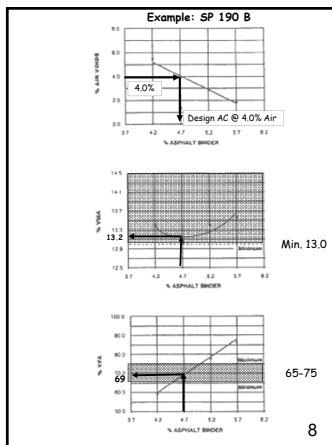 Example: SP 190 B
% AIR VOIDS
8.0
6.0
4.0
2.0
0.0
4.0%
Design AC @ 4.0% Air
3.7 4.2 4.7 5.2 5.7 6.2
% ASPHALT BINDER
% VMA
14.5
14.1
13.7
13.3
12.9
12.5
13.2
Minimum
Min. 13.0
3.7 4.2 4.7 5.2 5.7 6.2
% ASPHALT BINDER
% VFA
100.0
90.0
80.0
70.0
60.0
50.0
69
Maximum
Minimum
65-75
3.7 4.2 4.7 5.2 5.7 6.2
% ASPHALT BINDER
8